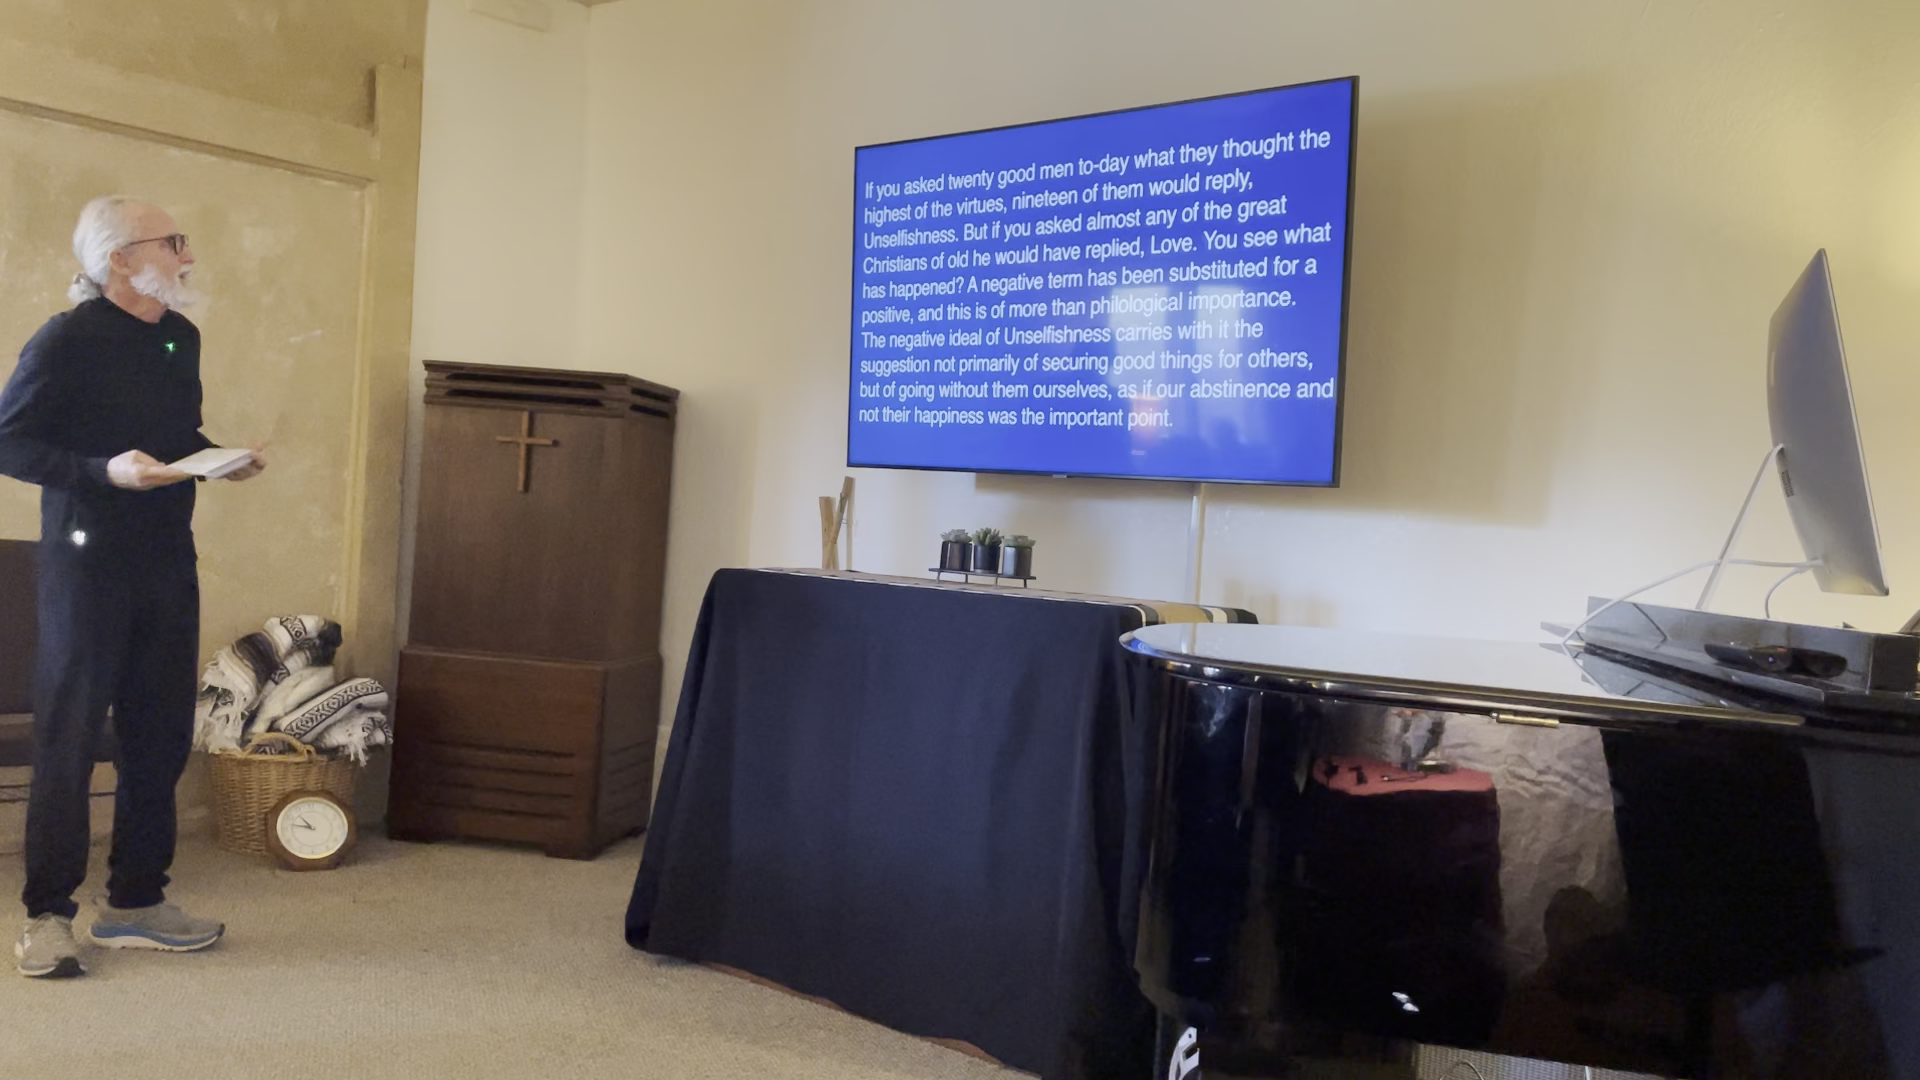 If you asked twenty good men to-day what they thought the
highest of the virtues, nineteen of them would reply,
Unselfishness. But if you asked almost any of the great
Christians of old he would have replied, Love. You see what
has happened? A negative term has been substituted for a
positive, and this is of more than philological importance.
The negative ideal of Unselfishness carries with it the
suggestion not primarily of securing good things for others,
but of going without them ourselves, as if our abstinence and
not their happiness was the important point.